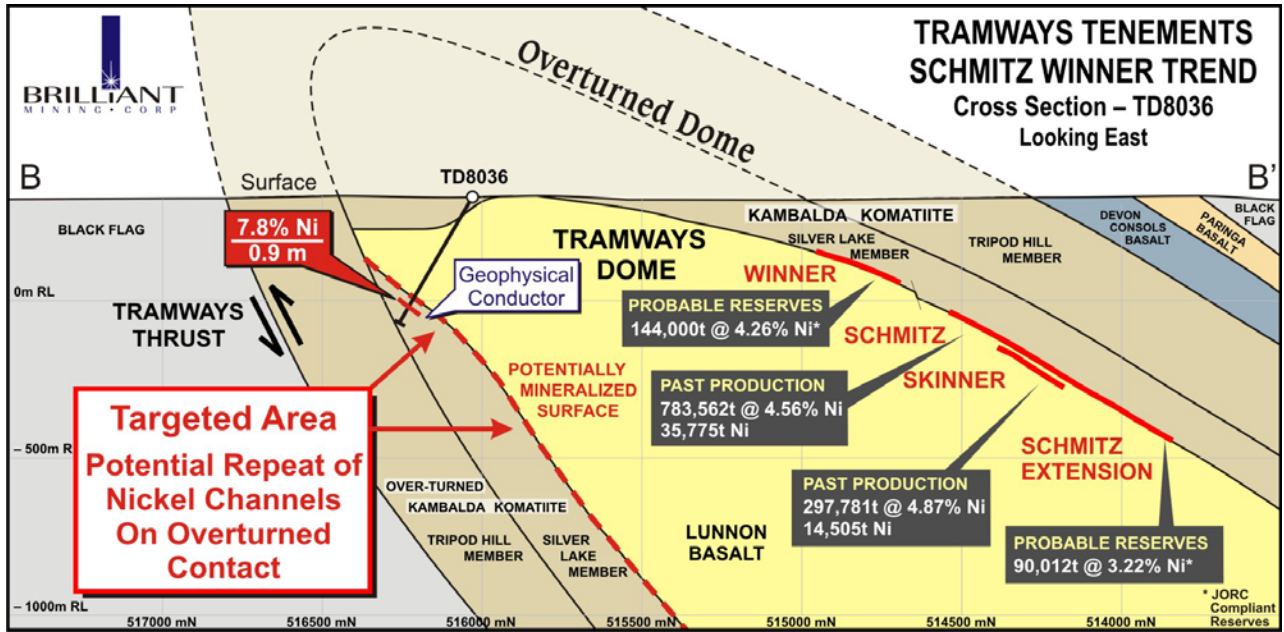 BRILLIANT
MINING • CORP
TRAMWAYS TENEMENTS
SCHMITZ WINNER TREND
Cross Section – TD8036
Looking East
Overturned Dome
B
B'
Surface
TD8036
7.8% Ni
0.9 m
BLACK FLAG
KAMBALDA KOMATIITE
SILVER LAKE
MEMBER
TRIPOD HILL
MEMBER
DEVON
CONSOLS
BASALT
PARINGA
BASALT
BLACK
FLAG
TRAMWAYS
DOME
Geophysical
Conductor
WINNER
0m RL
PROBABLE RESERVES
144,000t @ 4.26% Ni*
TRAMWAYS
THRUST
SCHMITZ
SKINNER
POTENTIALLY
MINERALIZED
SURFACE
PAST PRODUCTION
783,562t @ 4.56% Ni
35,775t Ni
Targeted Area
Potential Repeat of
Nickel Channels
On Overturned
Contact
– 500m R
SCHMITZ
EXTENSION
PAST PRODUCTION
297,781t @ 4.87% Ni
14,505t Ni
OVER-TURNED
KAMBALDA KOMATIITE
TRIPOD HILL
MEMBER
SILVER
LAKE
MEMBER
LUNNON
BASALT
PROBABLE RESERVES
90,012t @ 3.22% Ni*
* JORC
Compliant
Reserves
– 1000m RL
517000 mN
516500 mN
516000 mN
515500 mN
515000 mN
514500 mN
514000 mN